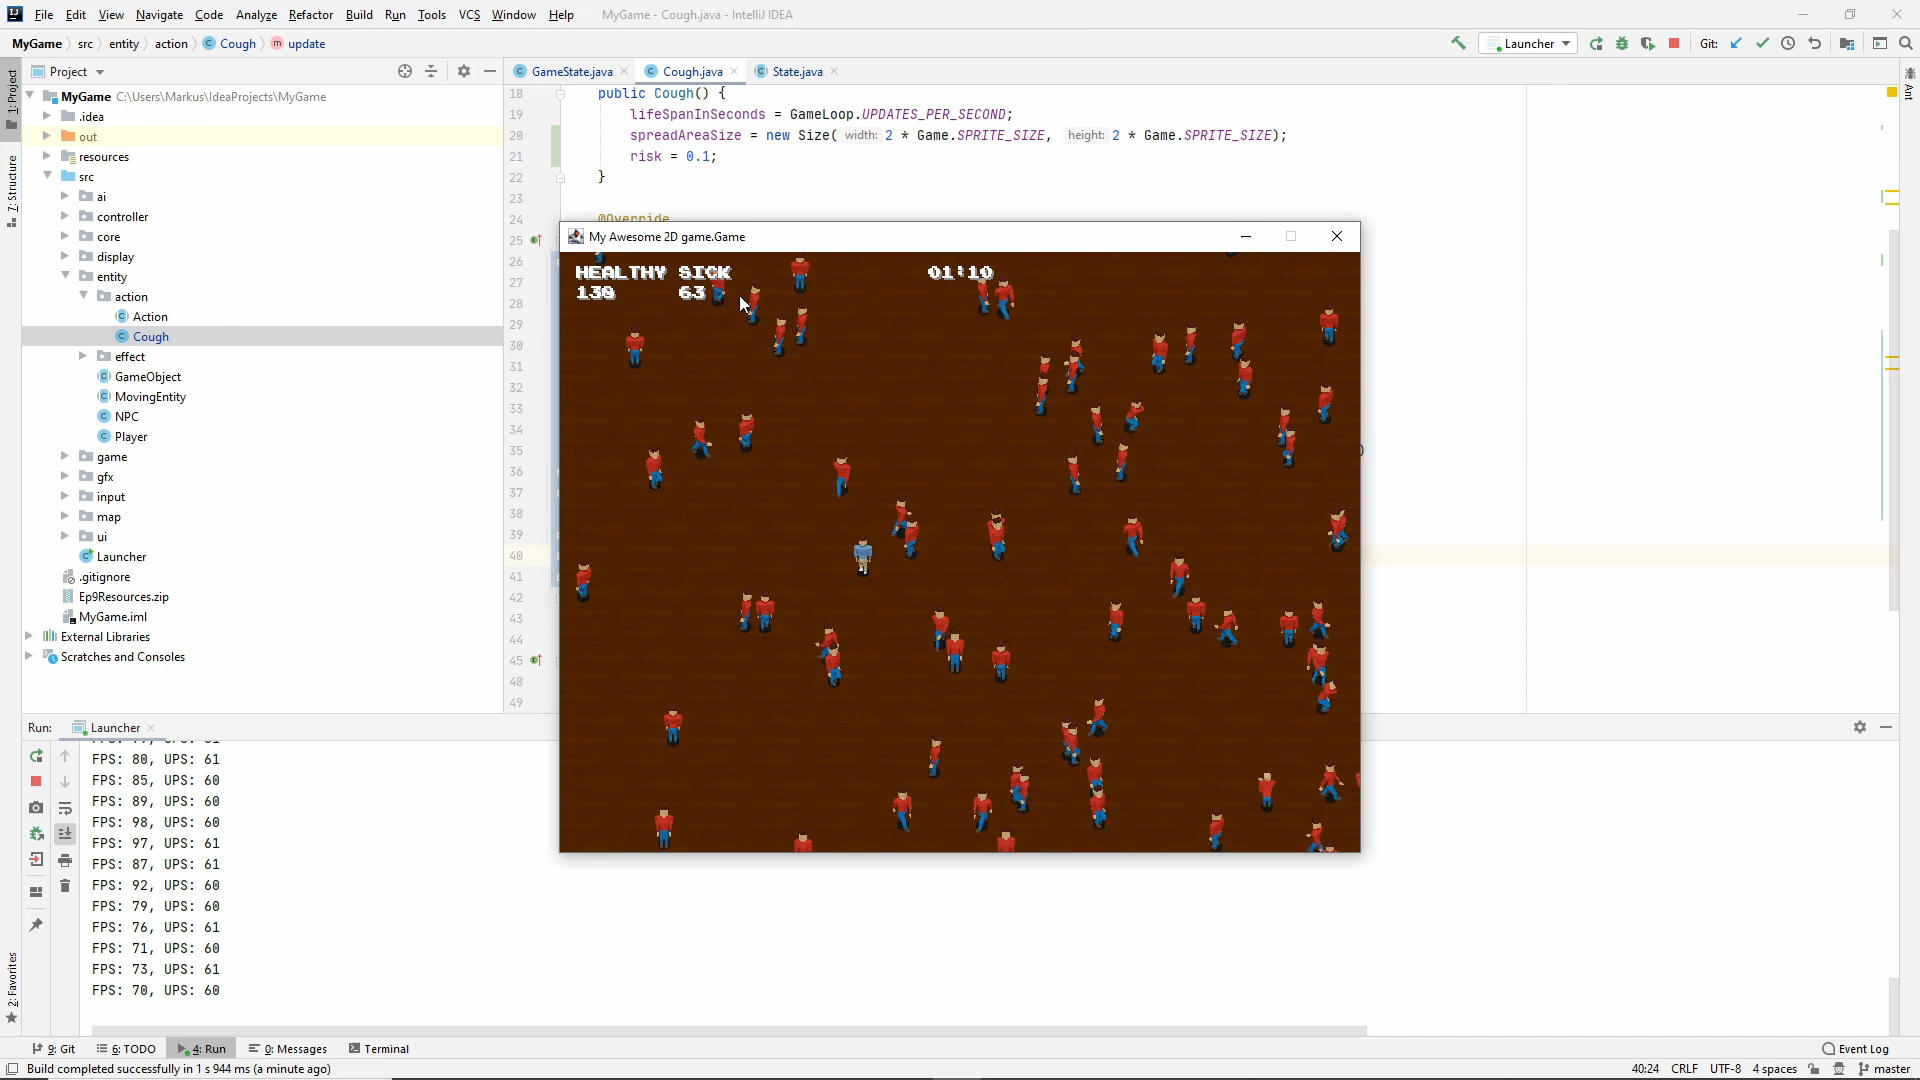 File Edit View Navigate Code Analyze Refactor Build Run Tools VCS Window Help MyGame - Cough.java - IntelliJ IDEA
MyGame src entity action Cough update Launcher Git:
Project GameState.java Cough.java State.java
1: Project
7: Structure
2: Favorites
Ant
MyGame C:\Users\Markus\IdeaProjects\MyGame
.idea
out
resources
src
ai
controller
core
display
entity
action
Action
Cough
effect
GameObject
MovingEntity
NPC
Player
game
gfx
input
map
ui
Launcher
.gitignore
Ep9Resources.zip
MyGame.iml
External Libraries
Scratches and Consoles
18 public Cough() {
19 lifeSpanInSeconds = GameLoop.UPDATES_PER_SECOND;
20 spreadAreaSize = new Size( width: 2 * Game.SPRITE_SIZE, height: 2 * Game.SPRITE_SIZE);
21 risk = 0.1;
22 }
23
24 @Override
25
26
27
28
29
30
31
32
33
34
35
36
37
38
39
40
41
42
43
44
45
48
49
My Awesome 2D game.Game
HEALTHY SICK 01:10
138 63
Run: Launcher
FPS: 80, UPS: 61
FPS: 85, UPS: 60
FPS: 89, UPS: 60
FPS: 98, UPS: 60
FPS: 97, UPS: 61
FPS: 87, UPS: 61
FPS: 92, UPS: 60
FPS: 79, UPS: 60
FPS: 76, UPS: 61
FPS: 71, UPS: 60
FPS: 73, UPS: 61
FPS: 70, UPS: 60
9: Git 6: TODO 4: Run 0: Messages Terminal Event Log
Build completed successfully in 1 s 944 ms (a minute ago) 40:24 CRLF UTF-8 4 spaces master